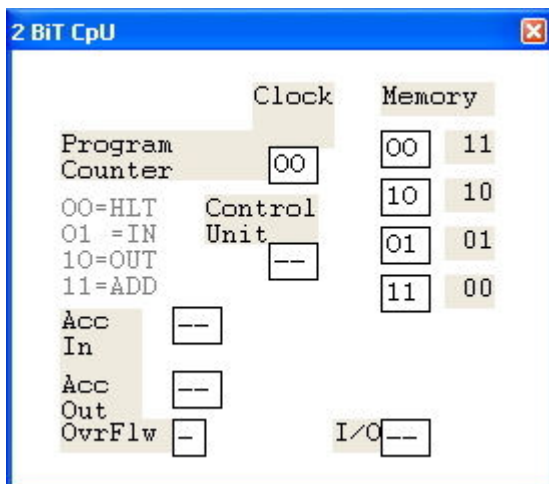 2 BiT CpU
Clock
Memory
Program
Counter
00
00 11
10 10
01 01
11 00
00=HLT
01 =IN
10=OUT
11=ADD
Control
Unit
--
Acc
In
--
Acc
Out
--
OvrFlw -
I/O --